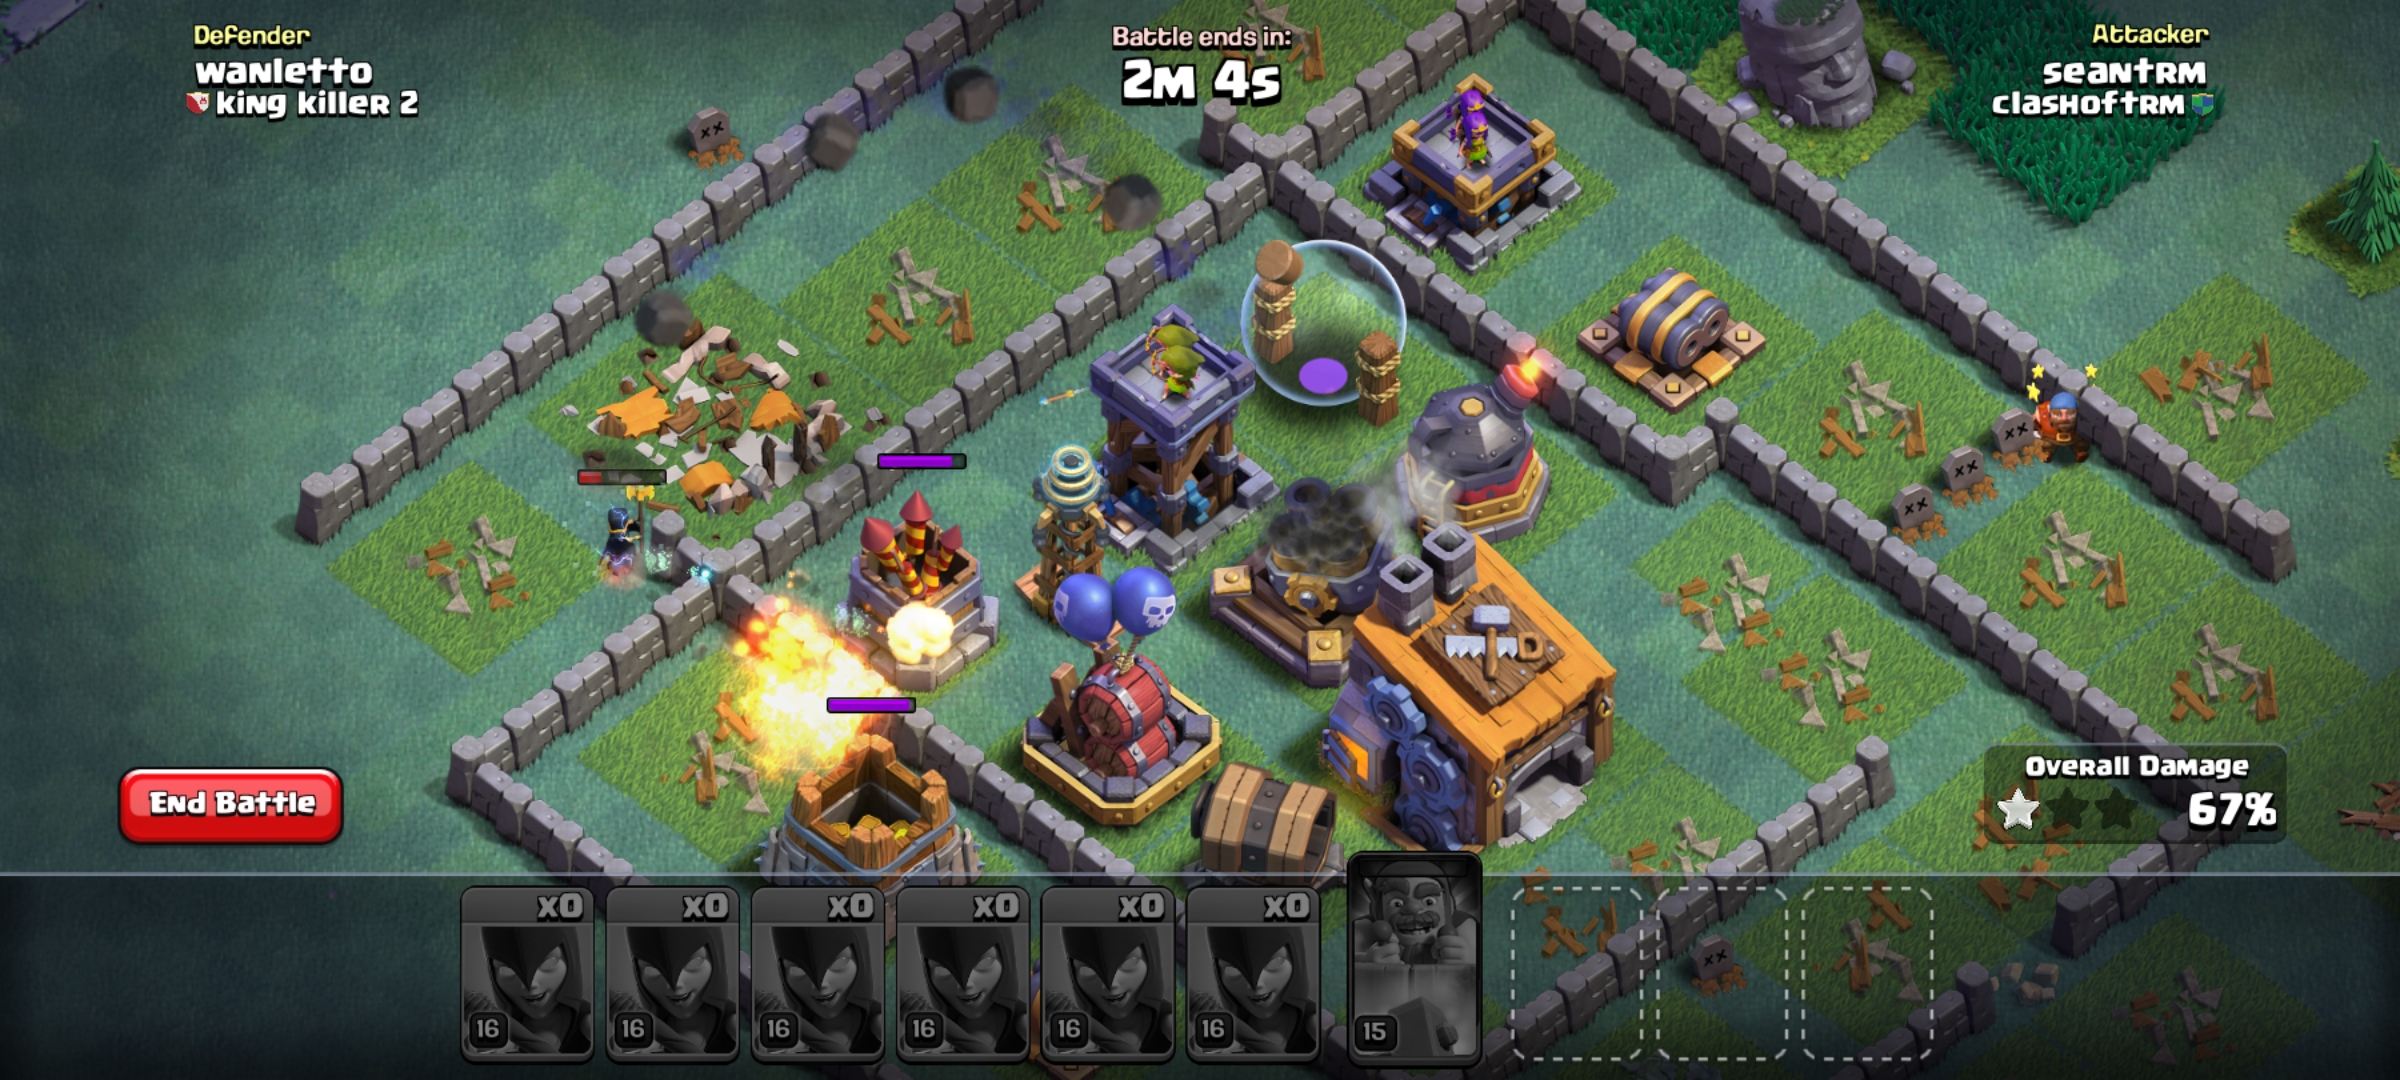 Defender
wanletto
king killer 2
Battle ends in:
2m 4s
Attacker
seantrm
clashoftrm
End Battle
Overall Damage
67%
x0
x0
x0
x0
x0
x0
16
16
16
16
16
16
15